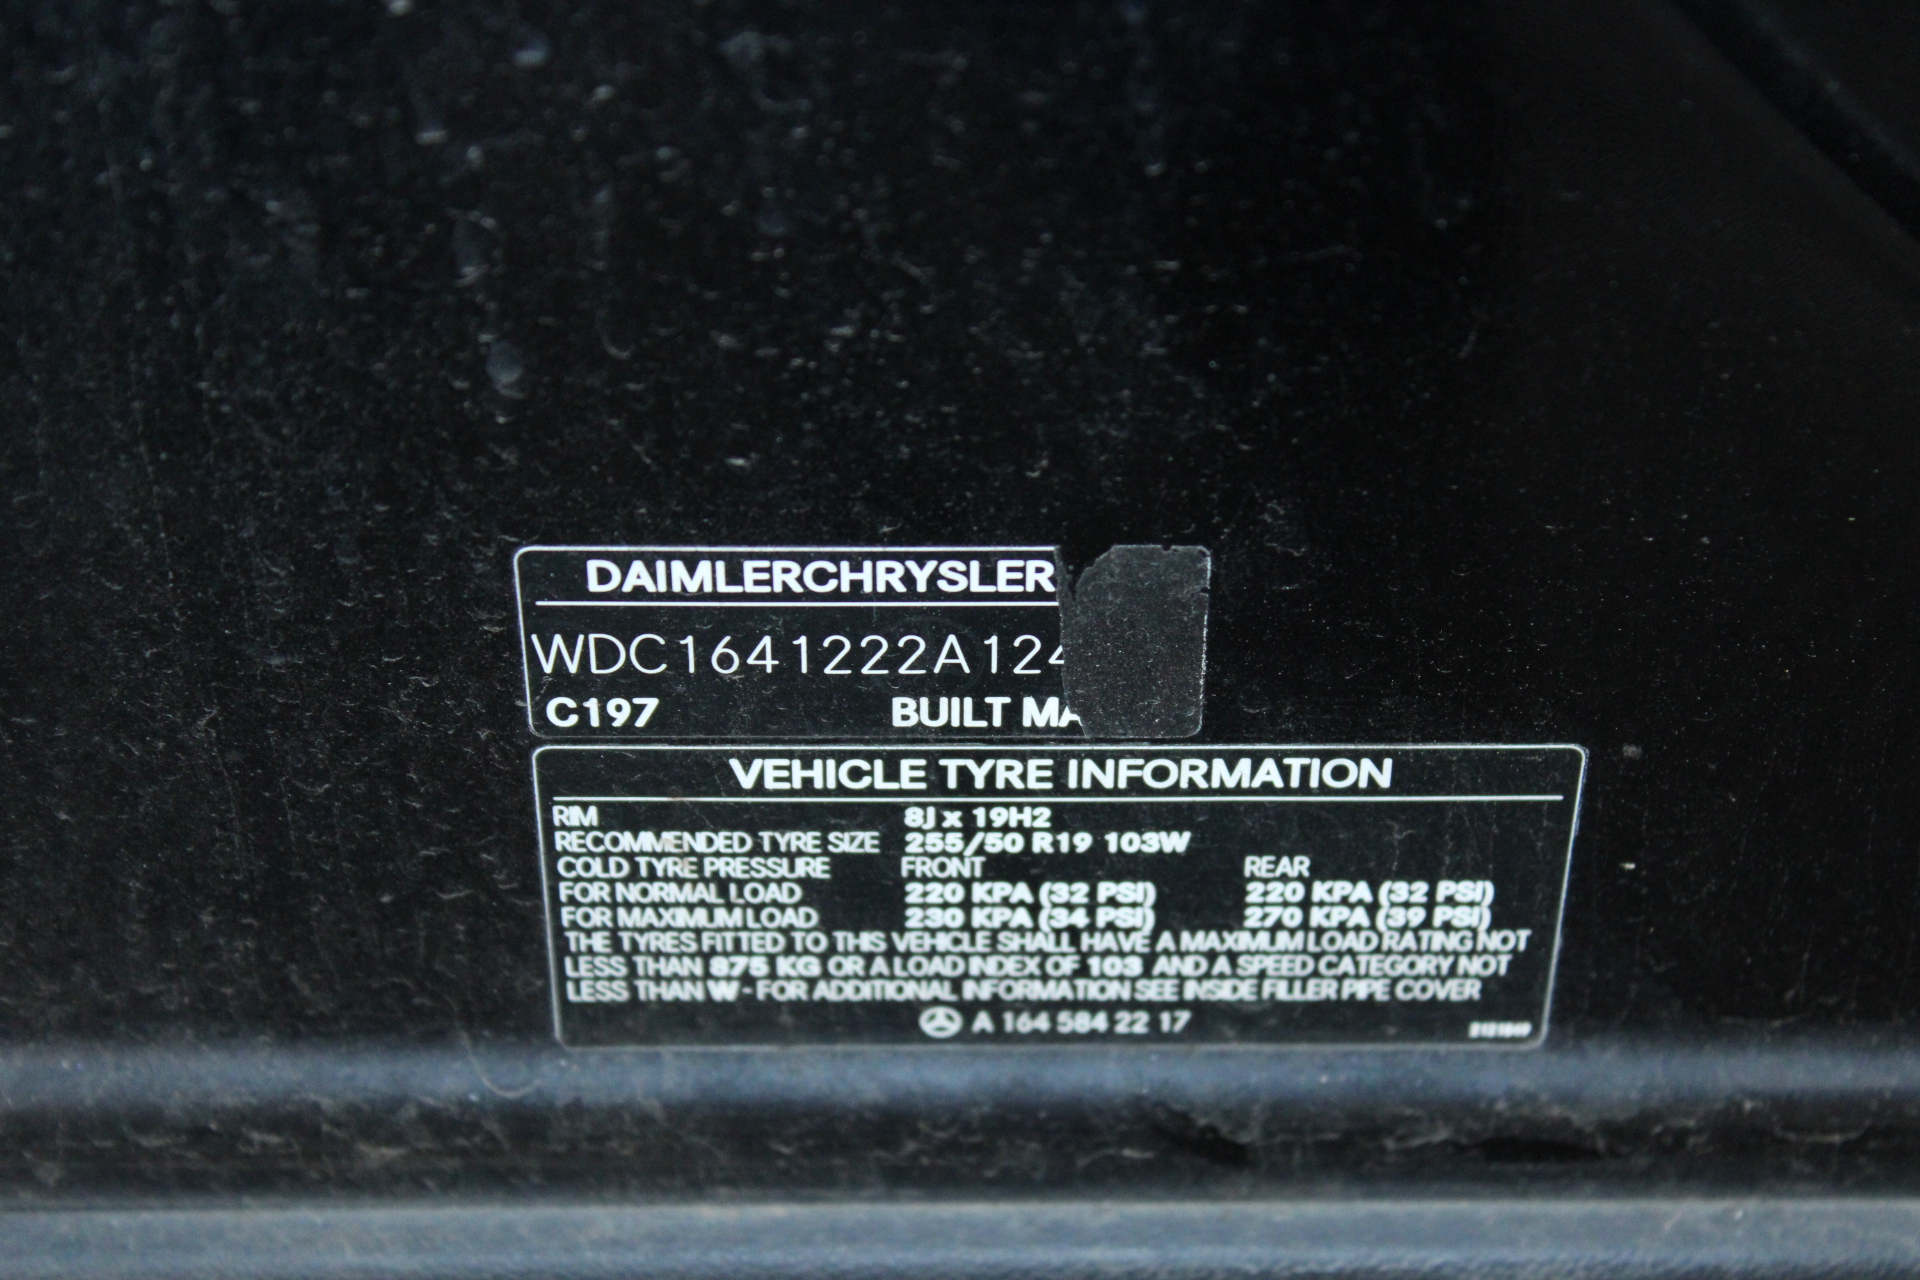 DAIMLERCHRYSLER
WDC1641222A124
C197 BUILT MA
VEHICLE TYRE INFORMATION
RIM 8J x 19H2
RECOMMENDED TYRE SIZE 255/50 R19 103W
COLD TYRE PRESSURE FRONT REAR
FOR NORMAL LOAD 220 KPA (32 PSI) 220 KPA (32 PSI)
FOR MAXIMUM LOAD 230 KPA (34 PSI) 270 KPA (39 PSI)
THE TYRES FITTED TO THIS VEHICLE SHALL HAVE A MAXIMUM LOAD RATING NOT
LESS THAN 875 KG OR A LOAD INDEX OF 103 AND A SPEED CATEGORY NOT
LESS THAN W - FOR ADDITIONAL INFORMATION SEE INSIDE FILLER PIPE COVER
A 164 584 22 17